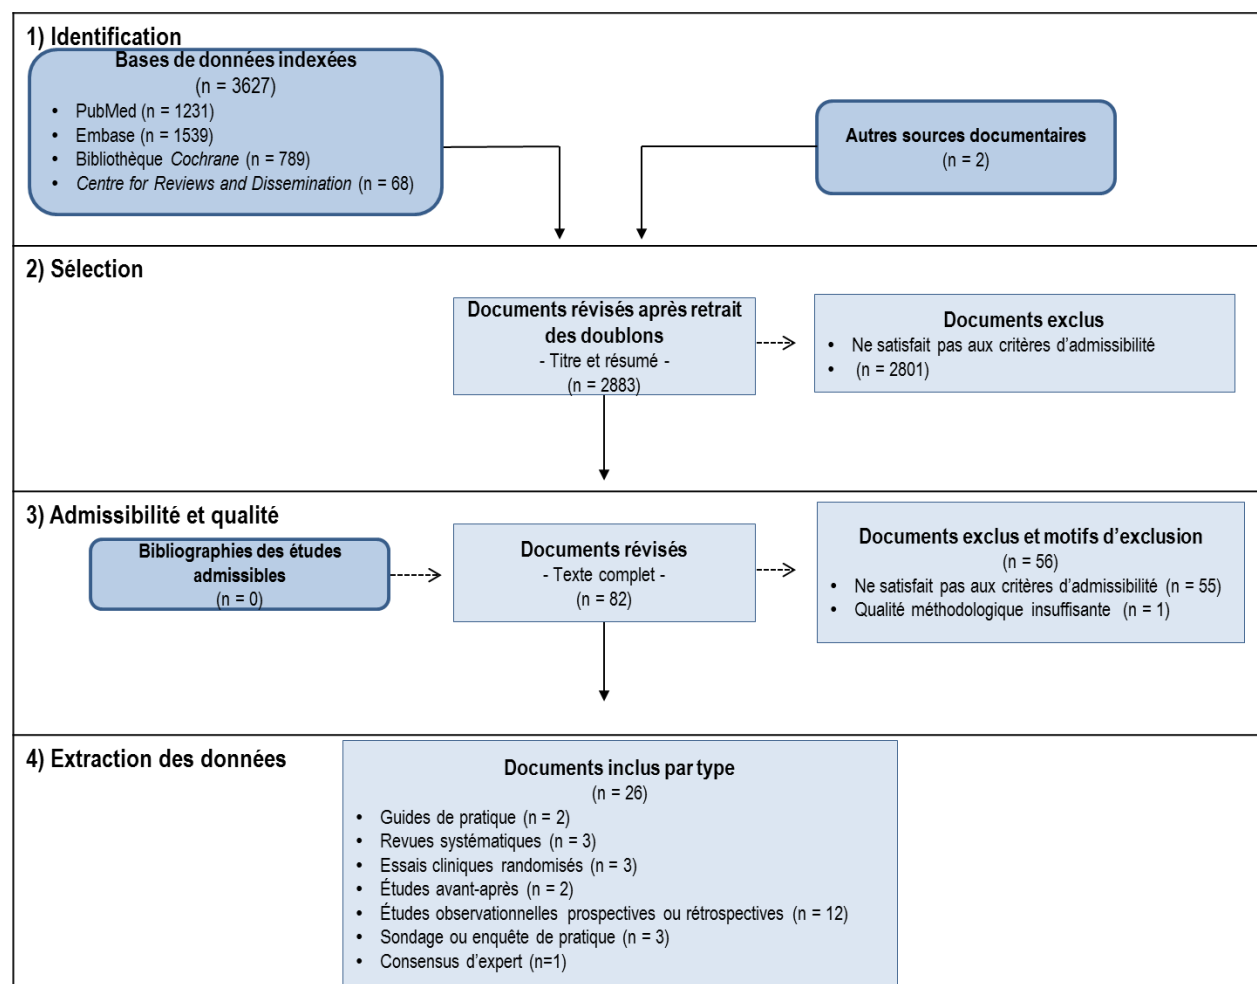 1) Identification
Bases de données indexées
(n = 3627)
• PubMed (n = 1231)
• Embase (n = 1539)
• Bibliothèque Cochrane (n = 789)
• Centre for Reviews and Dissemination (n = 68)
Autres sources documentaires
(n = 2)
2) Sélection
Documents révisés après retrait
des doublons
- Titre et résumé -
(n = 2883)
Documents exclus
• Ne satisfait pas aux critères d’admissibilité
• (n = 2801)
3) Admissibilité et qualité
Bibliographies des études
admissibles
(n = 0)
Documents révisés
- Texte complet -
(n = 82)
Documents exclus et motifs d’exclusion
(n = 56)
• Ne satisfait pas aux critères d’admissibilité (n = 55)
• Qualité méthodologique insuffisante (n = 1)
4) Extraction des données
Documents inclus par type
(n = 26)
• Guides de pratique (n = 2)
• Revues systématiques (n = 3)
• Essais cliniques randomisés (n = 3)
• Études avant-après (n = 2)
• Études observationnelles prospectives ou rétrospectives (n = 12)
• Sondage ou enquête de pratique (n = 3)
• Consensus d’expert (n=1)